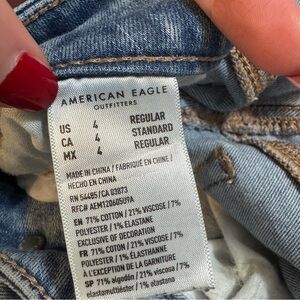 AMERICAN EAGLE
OUTFITTERS
US 4 REGULAR
CA 4 STANDARD
MX 4 REGULAR
MADE IN CHINA / FABRIQUÉ EN CHINE /
HECHO EN CHINA
RN 54485 / CA 03873
RFC# AEM1206059UA
EN 71% COTTON / 21% VISCOSE / 7%
POLYESTER / 1% ELASTANE
EXCLUSIVE OF DECORATION
FR 71% COTON / 21% VISCOSE / 7%
POLYESTER / 1% ÉLASTHANNE
À L'EXCEPTION DE LA GARNITURE
SP 71% algodón / 21% viscosa / 7%
/ 1%